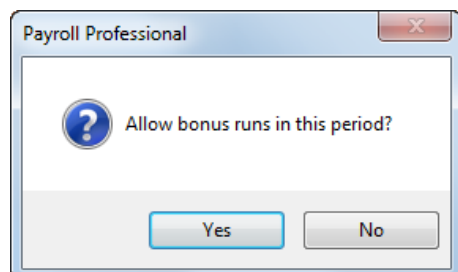 Payroll Professional
Allow bonus runs in this period?
Yes
No